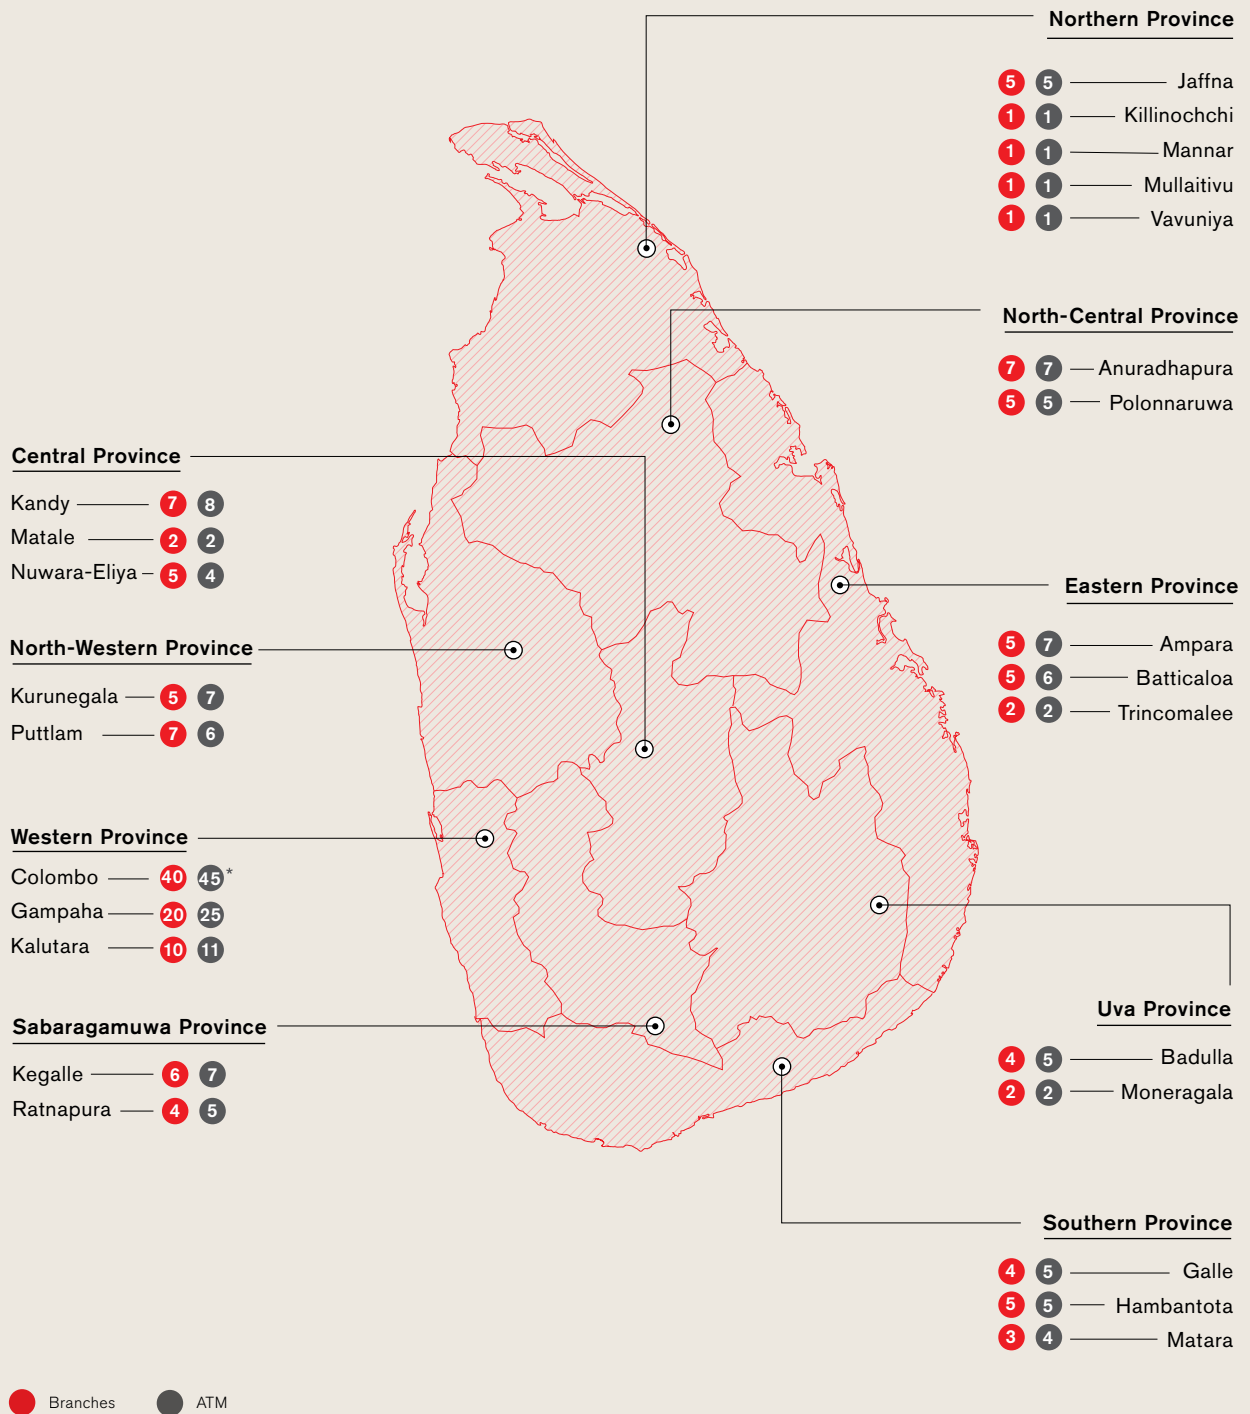 Northern Province
5 5 Jaffna
1 1 Killinochchi
1 1 Mannar
1 1 Mullaitivu
1 1 Vavuniya
North-Central Province
7 7 Anuradhapura
5 5 Polonnaruwa
Central Province
Kandy 7 8
Matale 2 2
Nuwara-Eliya 5 4
Eastern Province
5 7 Ampara
5 6 Batticaloa
2 2 Trincomalee
North-Western Province
Kurunegala 5 7
Puttlam 7 6
Western Province
Colombo 40 45*
Gampaha 20 25
Kalutara 10 11
Sabaragamuwa Province
Kegalle 6 7
Ratnapura 4 5
Uva Province
4 5 Badulla
2 2 Moneragala
Southern Province
4 5 Galle
5 5 Hambantota
3 4 Matara
Branches ATM